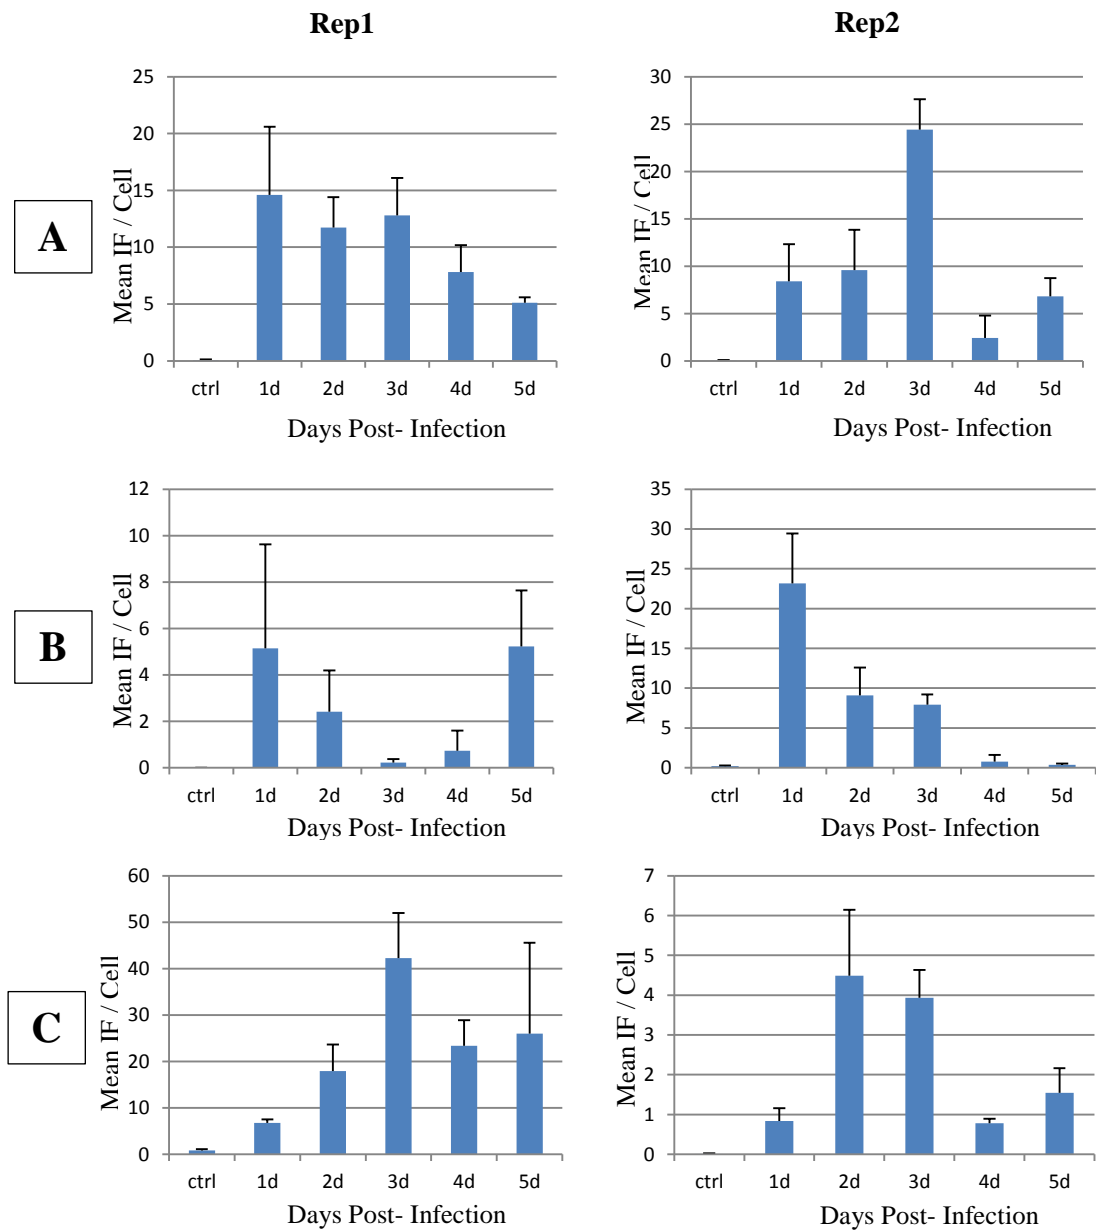 Rep1
Rep2
A
Mean IF / Cell
25
20
15
10
5
0
ctrl 1d 2d 3d 4d 5d
Days Post- Infection
Mean IF / Cell
30
25
20
15
10
5
0
ctrl 1d 2d 3d 4d 5d
Days Post- Infection
B
Mean IF / Cell
12
10
8
6
4
2
0
ctrl 1d 2d 3d 4d 5d
Days Post- Infection
Mean IF / Cell
35
30
25
20
15
10
5
0
ctrl 1d 2d 3d 4d 5d
Days Post- Infection
C
Mean IF / Cell
60
50
40
30
20
10
0
ctrl 1d 2d 3d 4d 5d
Days Post- Infection
Mean IF / Cell
7
6
5
4
3
2
1
0
ctrl 1d 2d 3d 4d 5d
Days Post- Infection